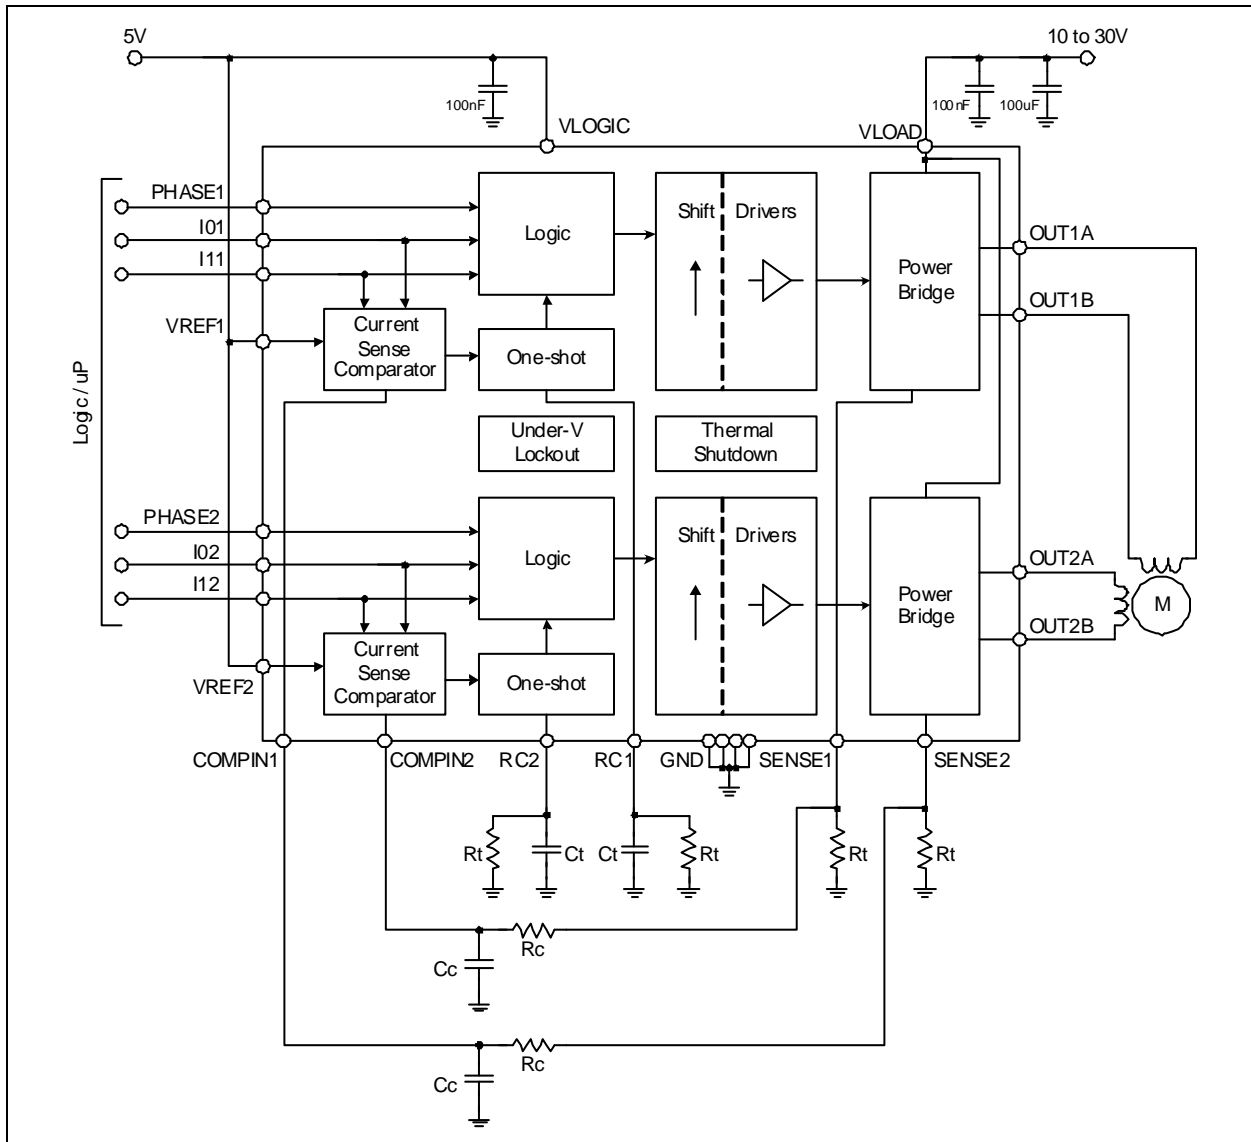 5V
10 to 30V
100nF
100nF
100uF
VLOGIC
VLOAD
PHASE1
I01
I11
VREF1
Logic
Shift
Drivers
Power
Bridge
OUT1A
OUT1B
Current
Sense
Comparator
One-shot
Logic / uP
Under-V
Lockout
Thermal
Shutdown
PHASE2
I02
I12
VREF2
Logic
Shift
Drivers
Power
Bridge
OUT2A
OUT2B
M
Current
Sense
Comparator
One-shot
COMPIN1
COMPIN2
RC2
RC1
GND
SENSE1
SENSE2
Rt
Ct
Ct
Rt
Rt
Rt
Rc
Cc
Rc
Cc